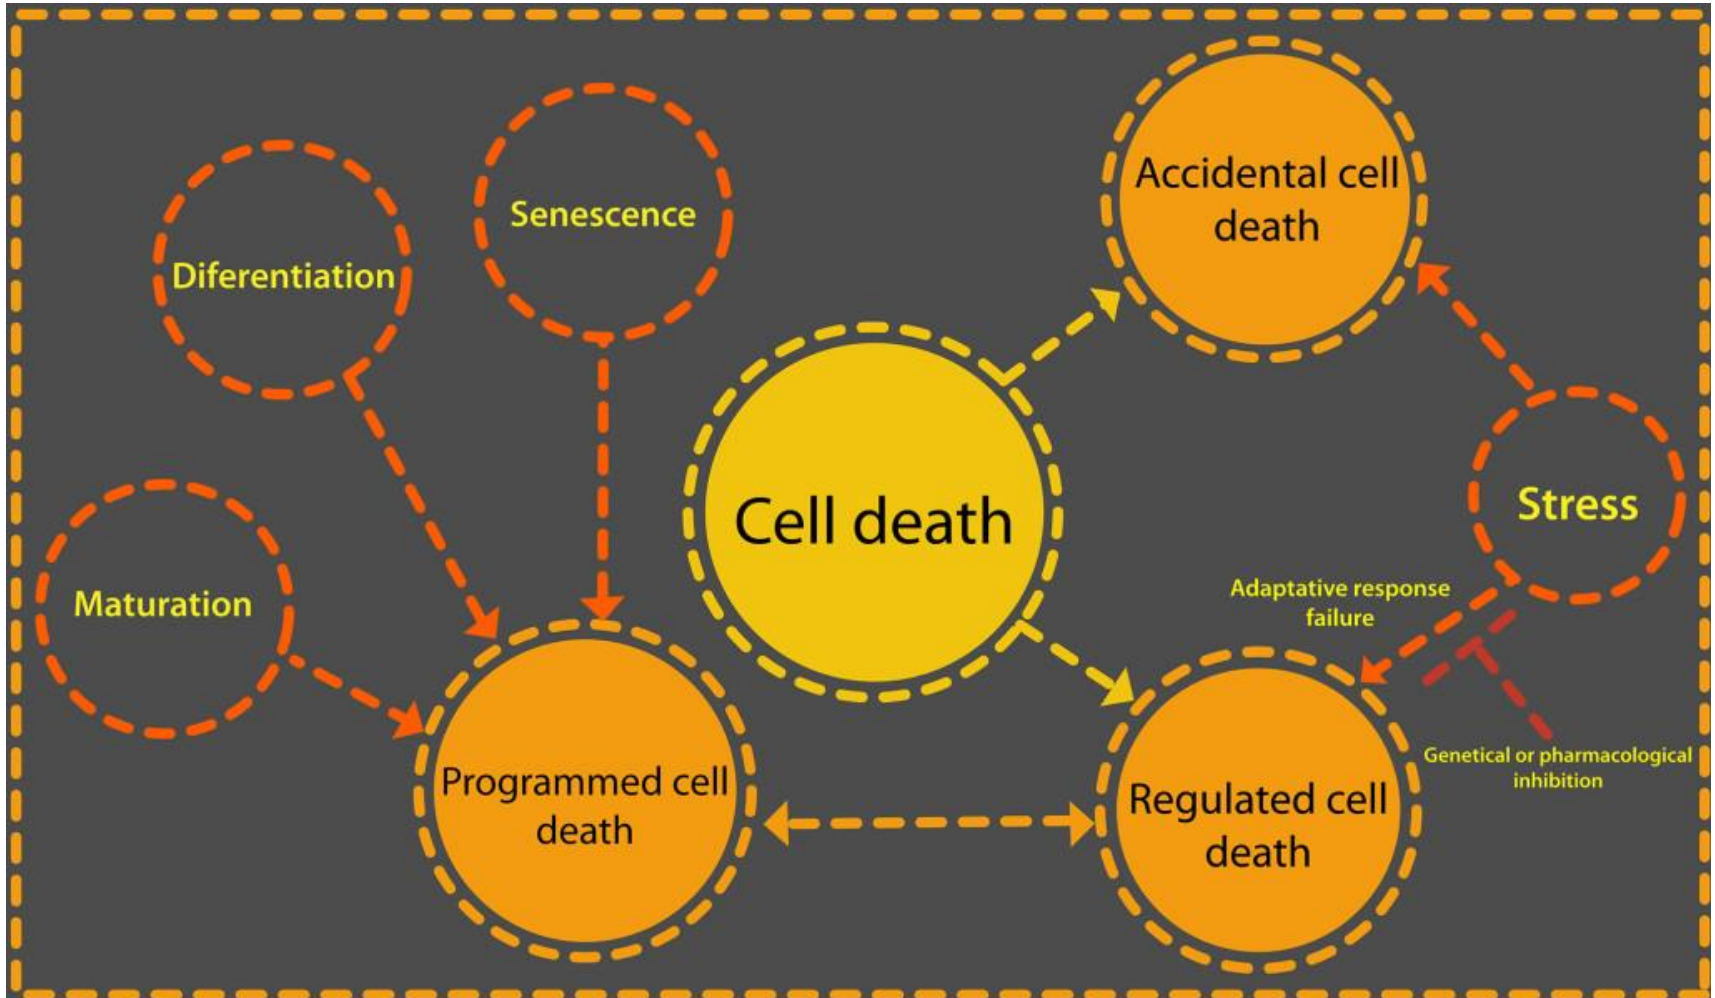 Accidental cell
death
Senescence
Diferentiation
Cell death
Stress
Adaptative response
failure
Maturation
Genetical or pharmacological
inhibition
Programmed cell
death
Regulated cell
death